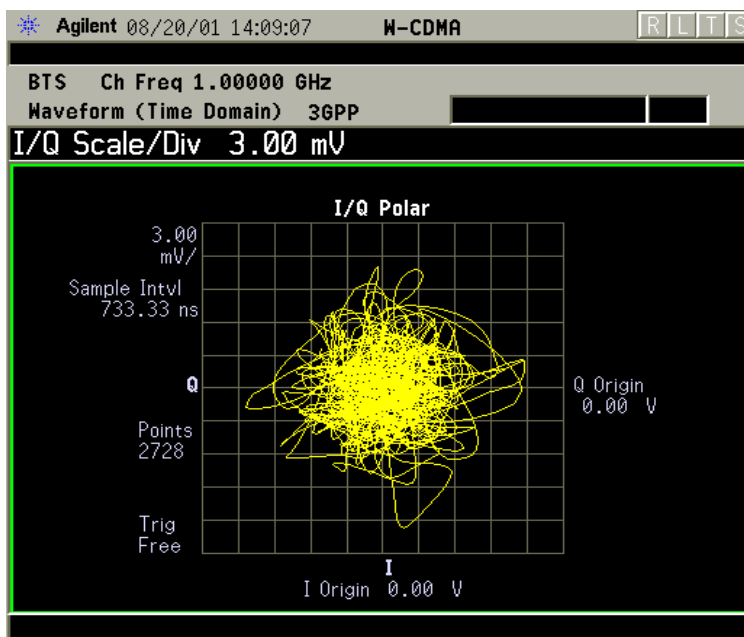 Agilent 08/20/01 14:09:07 W-CDMA R L T S
BTS Ch Freq 1.00000 GHz
Waveform (Time Domain) 3GPP
I/Q Scale/Div 3.00 mV
I/Q Polar
3.00
mV/
Sample Intvl
733.33 ns
Q
Q Origin
0.00 V
Points
2728
Trig
Free
I
I Origin 0.00 V